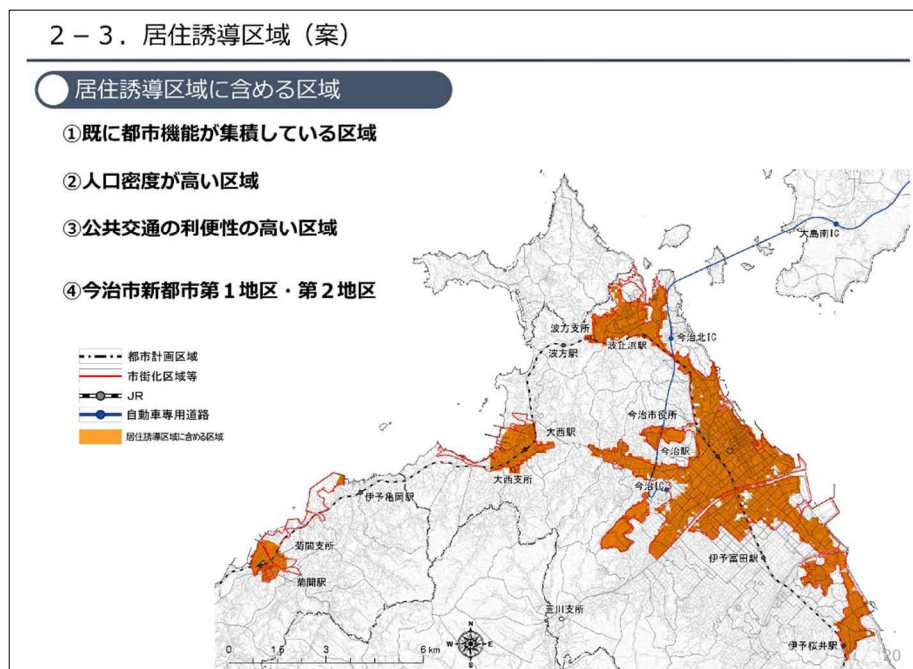 2－3．居住誘導区域（案）
居住誘導区域に含める区域
①既に都市機能が集積している区域
②人口密度が高い区域
③公共交通の利便性の高い区域
④今治市新都市第１地区・第２地区
都市計画区域
市街化区域等
JR
自動車専用道路
居住誘導区域に含める区域
大島南IC
波方支所
波方駅
波止浜駅
今治北IC
今治市役所
今治駅
大西駅
大西支所
今治IC
伊予亀岡駅
菊間支所
菊間駅
伊予富田駅
玉川支所
伊予桜井駅
N
W
E
S
0 1.5 3 6 km
20